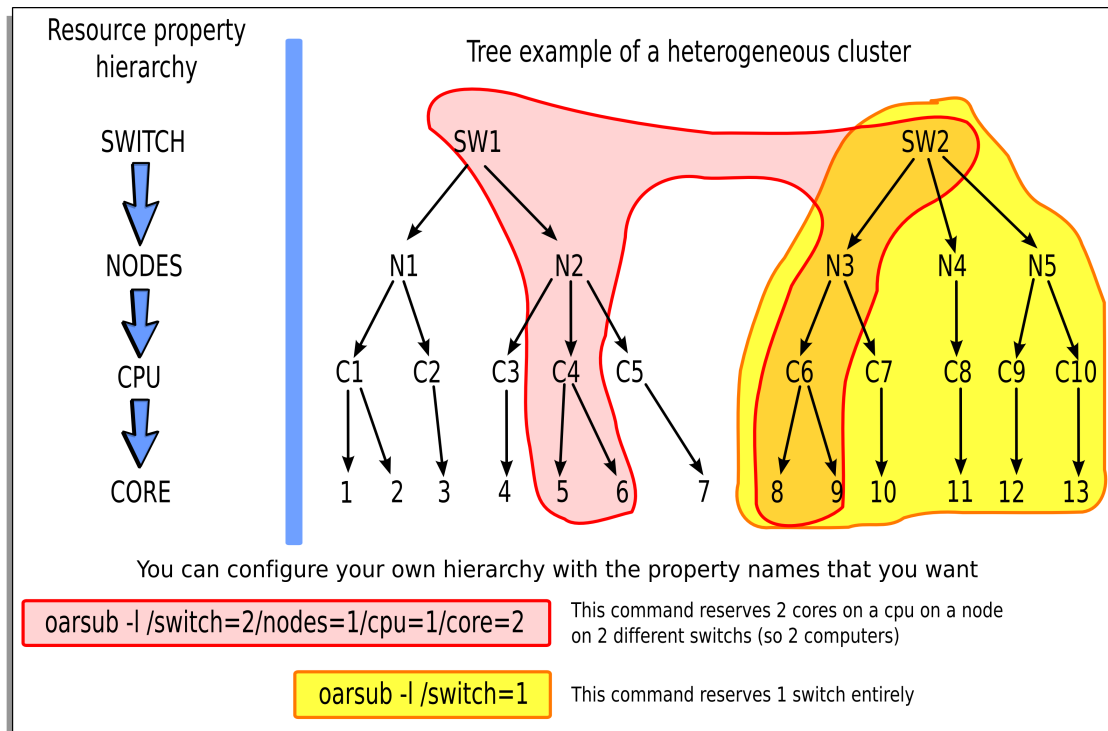 Resource property
hierarchy
Tree example of a heterogeneous cluster
SWITCH
SW1
SW2
NODES
N1
N2
N3
N4
N5
CPU
C1
C2
C3
C4
C5
C6
C7
C8
C9
C10
CORE
1
2
3
4
5
6
7
8
9
10
11
12
13
You can configure your own hierarchy with the property names that you want
oarsub -l /switch=2/nodes=1/cpu=1/core=2
This command reserves 2 cores on a cpu on a node
on 2 different switchs (so 2 computers)
oarsub -l /switch=1
This command reserves 1 switch entirely